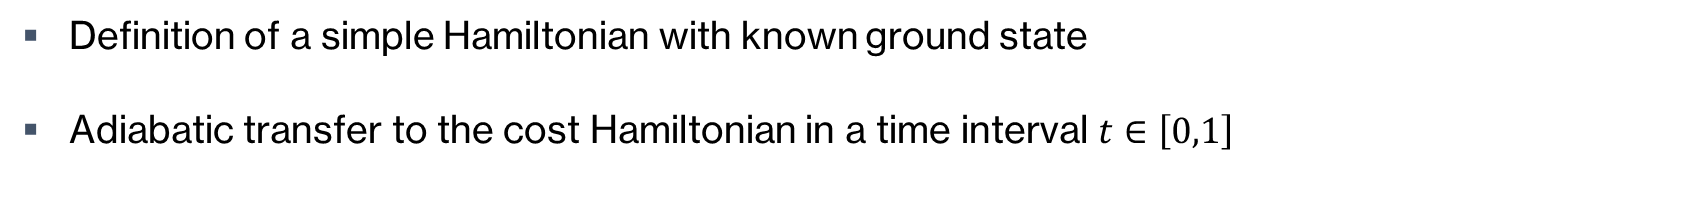 ▪ Definition of a simple Hamiltonian with known ground state
▪ Adiabatic transfer to the cost Hamiltonian in a time interval t ∈ [0,1]